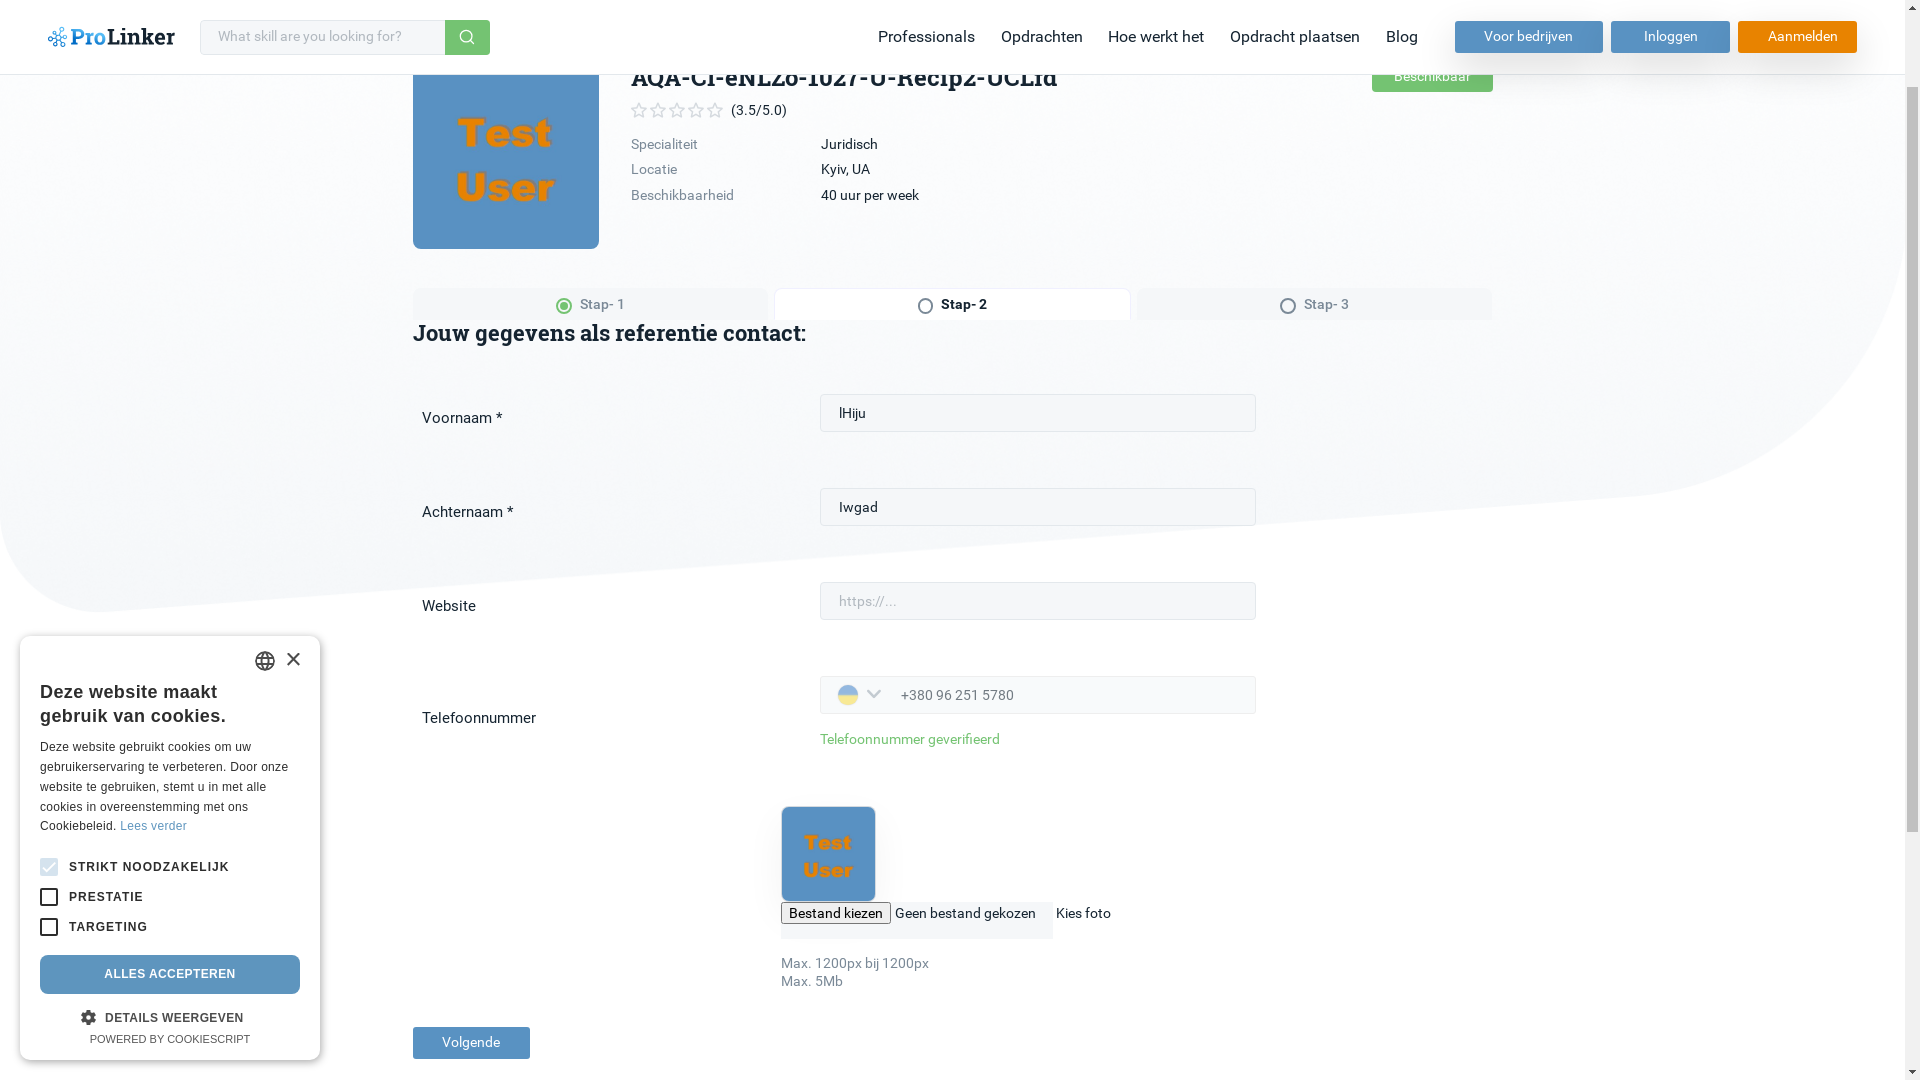 ProLinker
What skill are you looking for?
Professionals
Opdrachten
Hoe werkt het
Opdracht plaatsen
Blog
Voor bedrijven
Inloggen
Aanmelden
AQA-CI-eNLZo-1027-U-Recip2-UCLfd
Beschikbaar
Test
User
(3.5/5.0)
Specialiteit Juridisch
Locatie Kyiv, UA
Beschikbaarheid 40 uur per week
Stap- 1
Stap- 2
Stap- 3
Jouw gegevens als referentie contact:
Voornaam * lHiju
Achternaam * Iwgad
Website https://...
Telefoonnummer +380 96 251 5780
Telefoonnummer geverifieerd
Test
User
Bestand kiezen Geen bestand gekozen Kies foto
Max. 1200px bij 1200px
Max. 5Mb
Volgende
Deze website maakt
gebruik van cookies.
Deze website gebruikt cookies om uw
gebruikerservaring te verbeteren. Door onze
website te gebruiken, stemt u in met alle
cookies in overeenstemming met ons
Cookiebeleid. Lees verder
STRIKT NOODZAKELIJK
PRESTATIE
TARGETING
ALLES ACCEPTEREN
DETAILS WEERGEVEN
POWERED BY COOKIESCRIPT